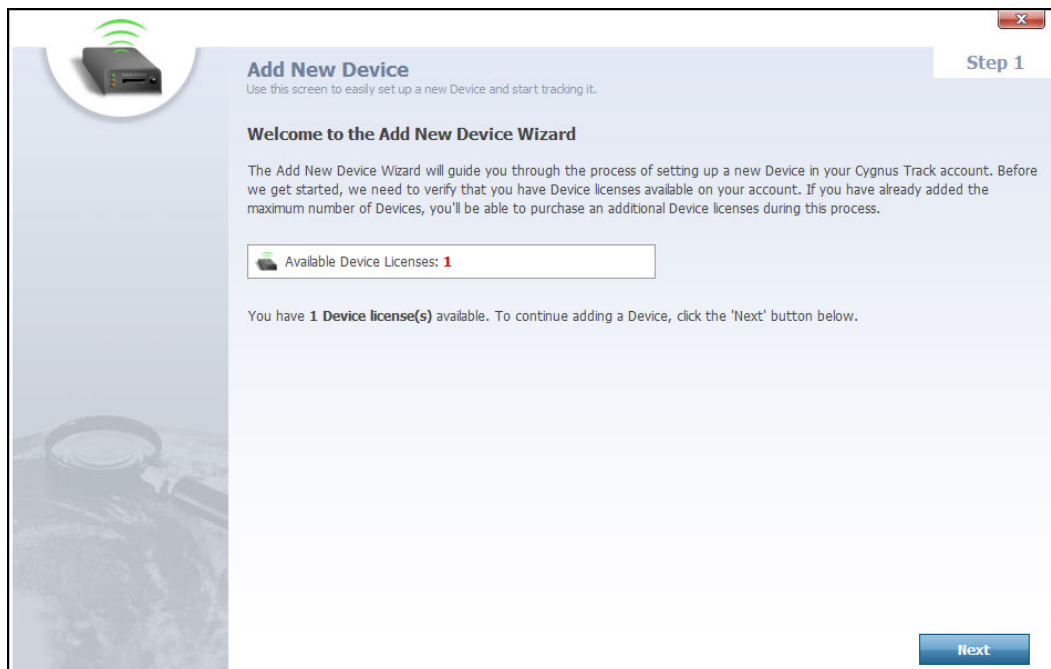 X
Add New Device
Step 1
Use this screen to easily set up a new Device and start tracking it.
Welcome to the Add New Device Wizard
The Add New Device Wizard will guide you through the process of setting up a new Device in your Cygnus Track account. Before
we get started, we need to verify that you have Device licenses available on your account. If you have already added the
maximum number of Devices, you'll be able to purchase an additional Device licenses during this process.
Available Device Licenses: 1
You have 1 Device license(s) available. To continue adding a Device, click the 'Next' button below.
Next